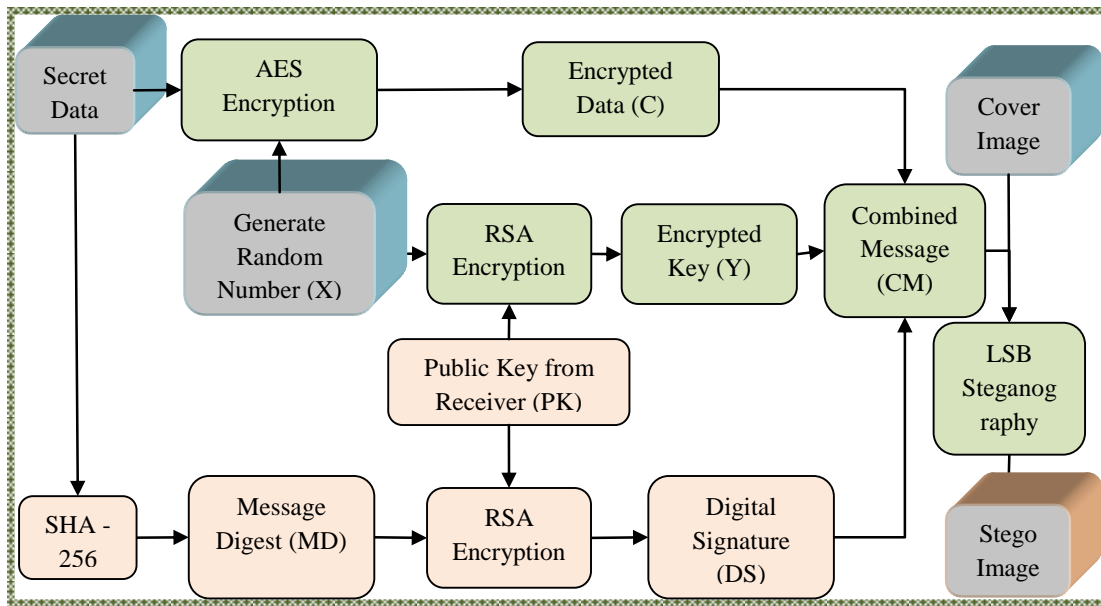 Secret
Data
AES
Encryption
Encrypted
Data (C)
Cover
Image
Generate
Random
Number (X)
RSA
Encryption
Encrypted
Key (Y)
Combined
Message
(CM)
Public Key from
Receiver (PK)
LSB
Steganog
raphy
SHA -
256
Message
Digest (MD)
RSA
Encryption
Digital
Signature
(DS)
Stego
Image